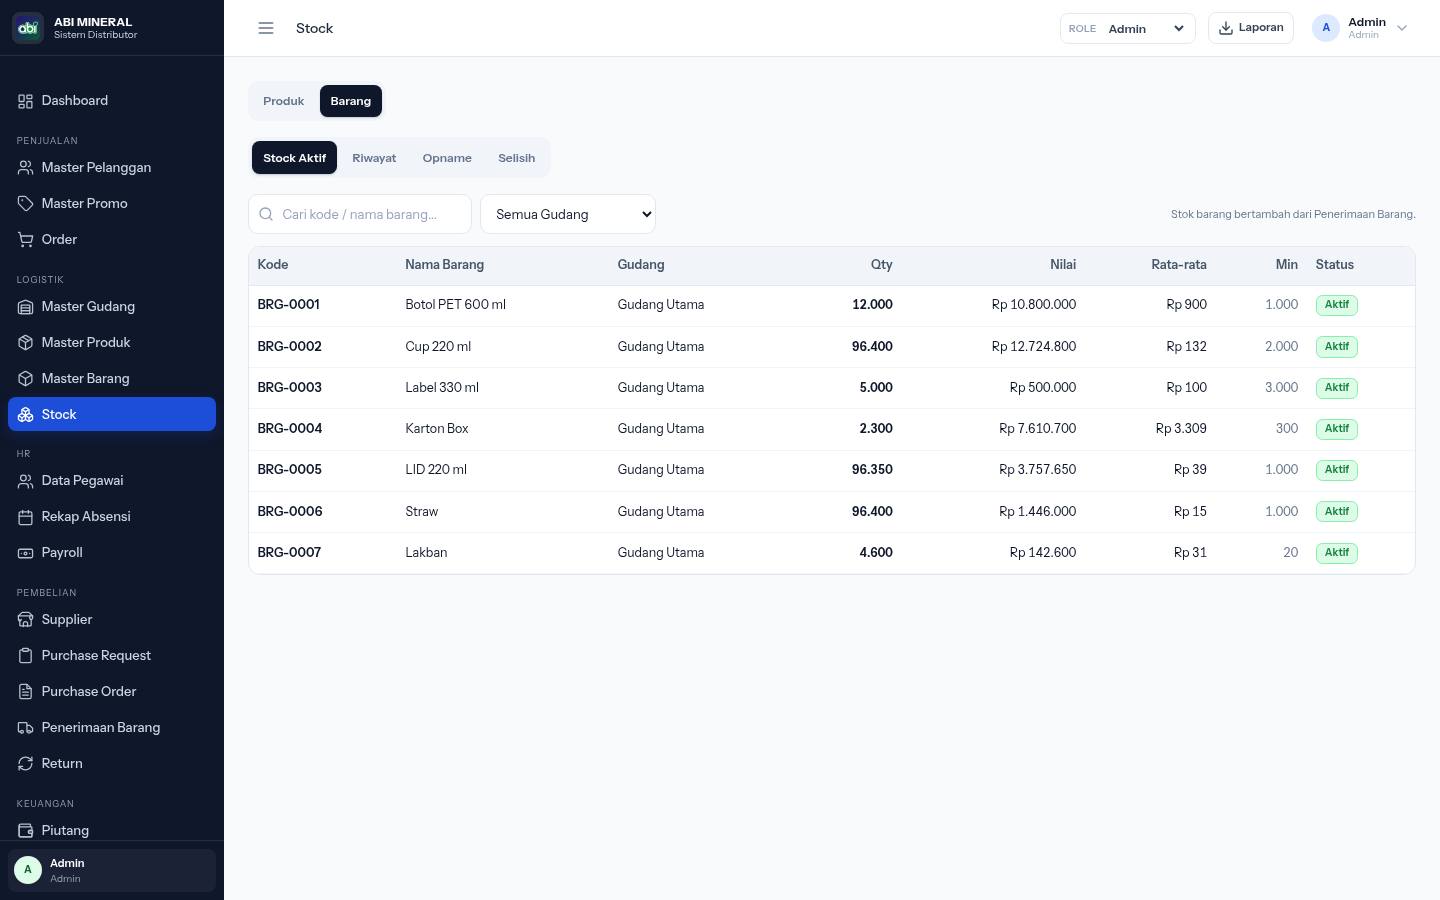 abi
ABI MINERAL
Sistem Distributor
Dashboard
PENJUALAN
Master Pelanggan
Master Promo
Order
LOGISTIK
Master Gudang
Master Produk
Master Barang
Stock
HR
Data Pegawai
Rekap Absensi
Payroll
PEMBELIAN
Supplier
Purchase Request
Purchase Order
Penerimaan Barang
Return
KEUANGAN
Piutang
A
Admin
Admin
Stock
ROLE Admin
Laporan
A
Admin
Admin
Produk Barang
Stock Aktif Riwayat Opname Selisih
Cari kode / nama barang... Semua Gudang Stok barang bertambah dari Penerimaan Barang.
Kode Nama Barang Gudang Qty Nilai Rata-rata Min Status
BRG-0001 Botol PET 600 ml Gudang Utama 12.000 Rp 10.800.000 Rp 900 1.000 Aktif
BRG-0002 Cup 220 ml Gudang Utama 96.400 Rp 12.724.800 Rp 132 2.000 Aktif
BRG-0003 Label 330 ml Gudang Utama 5.000 Rp 500.000 Rp 100 3.000 Aktif
BRG-0004 Karton Box Gudang Utama 2.300 Rp 7.610.700 Rp 3.309 300 Aktif
BRG-0005 LID 220 ml Gudang Utama 96.350 Rp 3.757.650 Rp 39 1.000 Aktif
BRG-0006 Straw Gudang Utama 96.400 Rp 1.446.000 Rp 15 1.000 Aktif
BRG-0007 Lakban Gudang Utama 4.600 Rp 142.600 Rp 31 20 Aktif